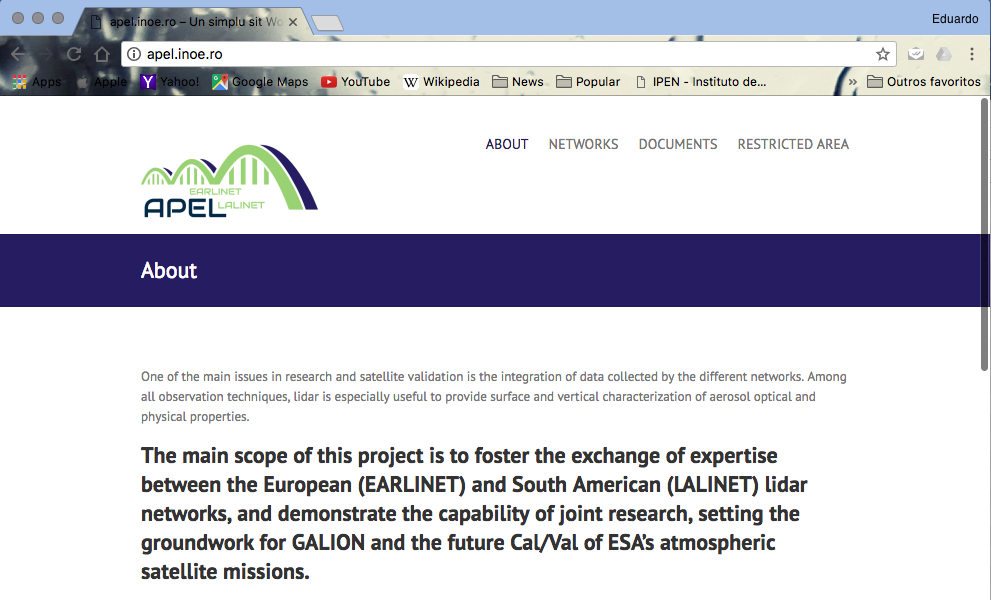 apel.inoe.ro – Un simplu sit Wo
Eduardo
apel.inoe.ro
Apps Apple Yahoo! Google Maps YouTube Wikipedia News Popular IPEN - Instituto de... » Outros favoritos
ABOUT NETWORKS DOCUMENTS RESTRICTED AREA
EARLINET
APEL LALINET
About
One of the main issues in research and satellite validation is the integration of data collected by the different networks. Among
all observation techniques, lidar is especially useful to provide surface and vertical characterization of aerosol optical and
physical properties.
The main scope of this project is to foster the exchange of expertise
between the European (EARLINET) and South American (LALINET) lidar
networks, and demonstrate the capability of joint research, setting the
groundwork for GALION and the future Cal/Val of ESA's atmospheric
satellite missions.